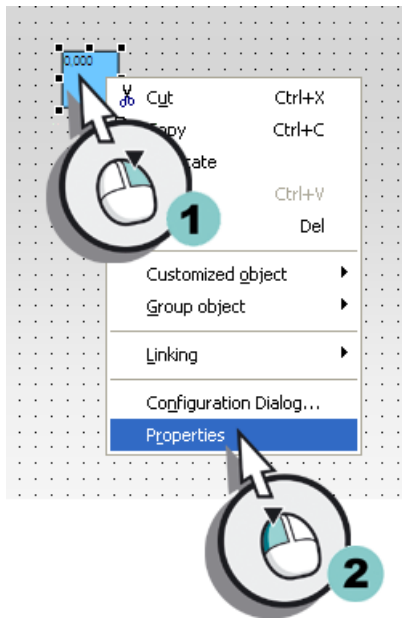 0,000
Cut Ctrl+X
Ctrl+C
Ctrl+V
Del
1
Customized object
Group object
Linking
Configuration Dialog...
Properties
2